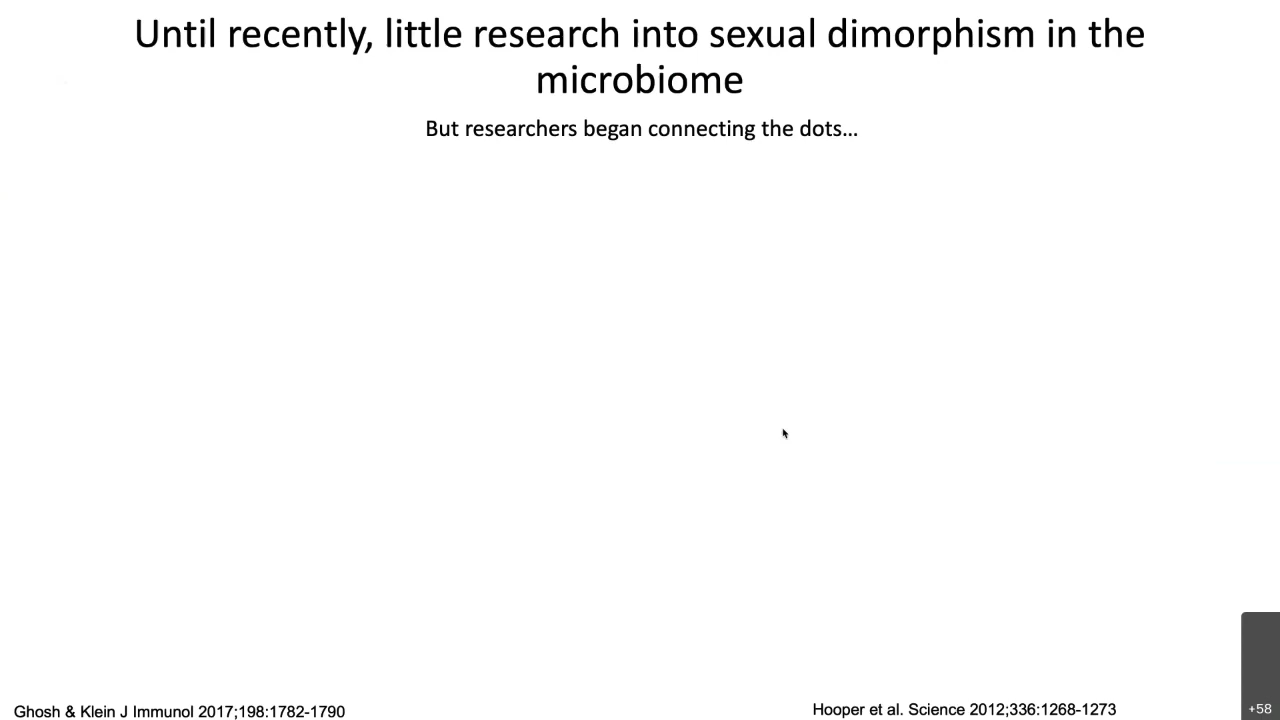 Until recently, little research into sexual dimorphism in the
microbiome
But researchers began connecting the dots...
Ghosh & Klein J Immunol 2017;198:1782-1790
Hooper et al. Science 2012;336:1268-1273
+58